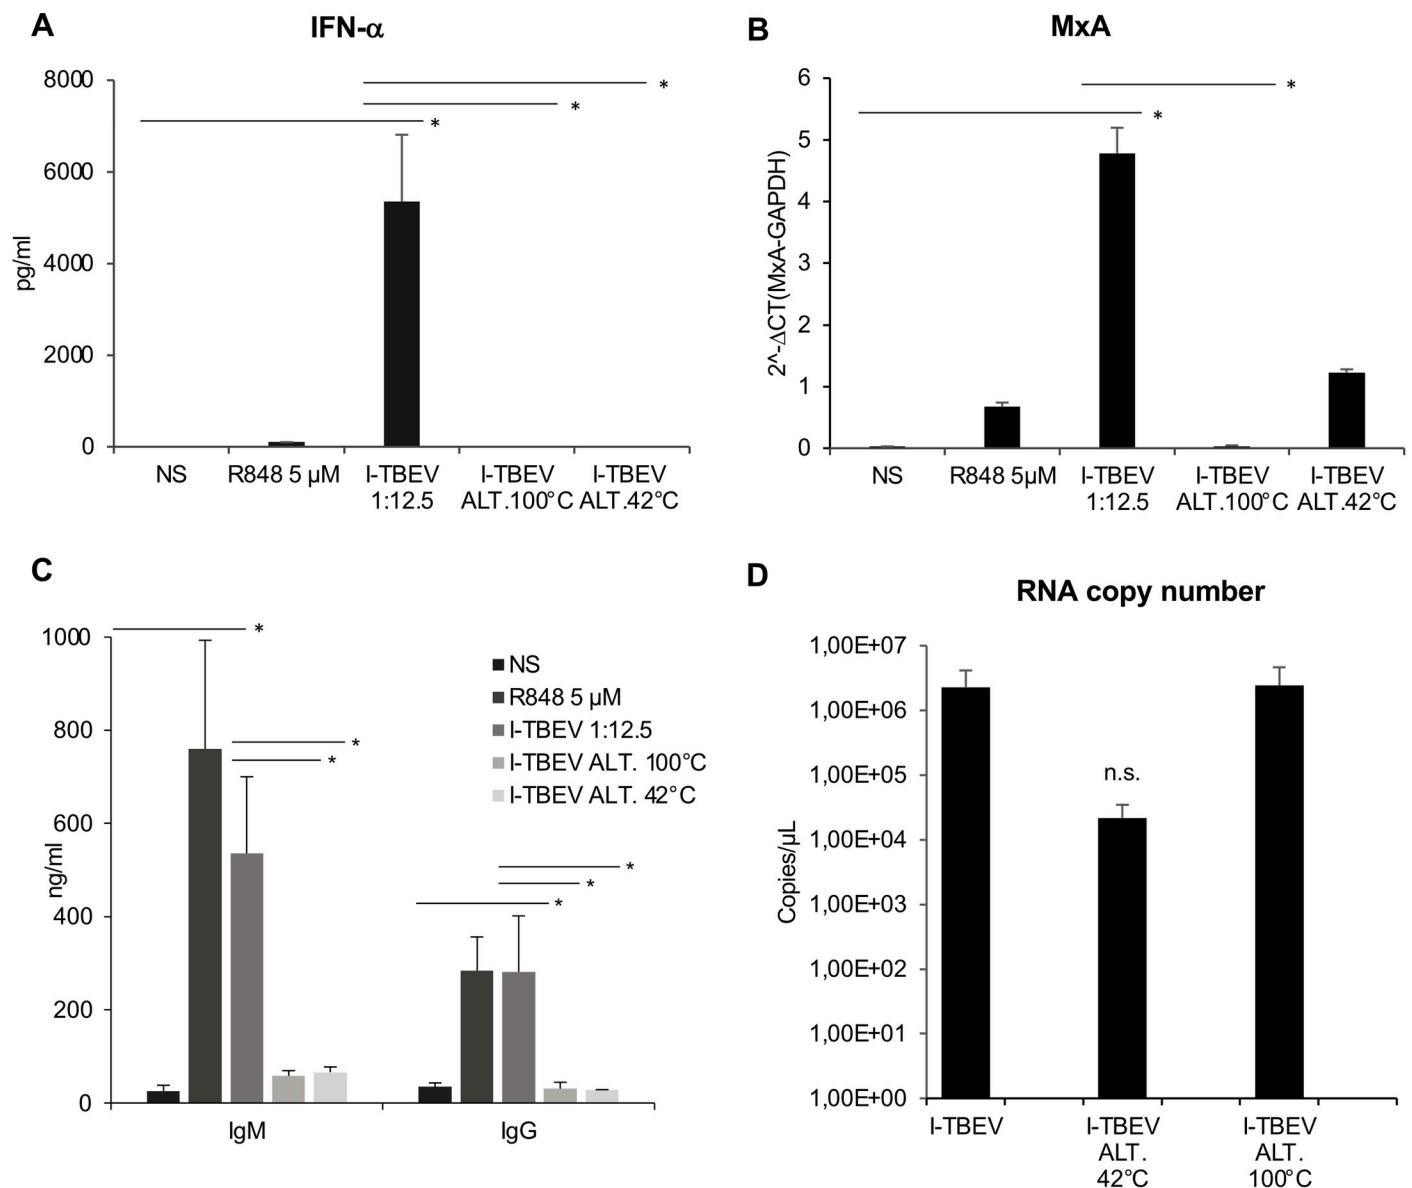 A
IFN-α
8000
6000
4000
2000
0
pg/ml
*
*
*
NS
R848 5 µM
I-TBEV
1:12.5
I-TBEV
ALT.100°C
I-TBEV
ALT.42°C
B
MxA
6
5
4
3
2
1
0
2^-ΔCT(MxA-GAPDH)
*
*
NS
R848 5µM
I-TBEV
1:12.5
I-TBEV
ALT.100°C
I-TBEV
ALT.42°C
C
1000
800
600
400
200
0
ng/ml
*
*
*
*
*
*
NS
R848 5 µM
I-TBEV 1:12.5
I-TBEV ALT. 100°C
I-TBEV ALT. 42°C
IgM
IgG
D
RNA copy number
1,00E+07
1,00E+06
1,00E+05
1,00E+04
1,00E+03
1,00E+02
1,00E+01
1,00E+00
Copies/µL
n.s.
I-TBEV
I-TBEV
ALT.
42°C
I-TBEV
ALT.
100°C